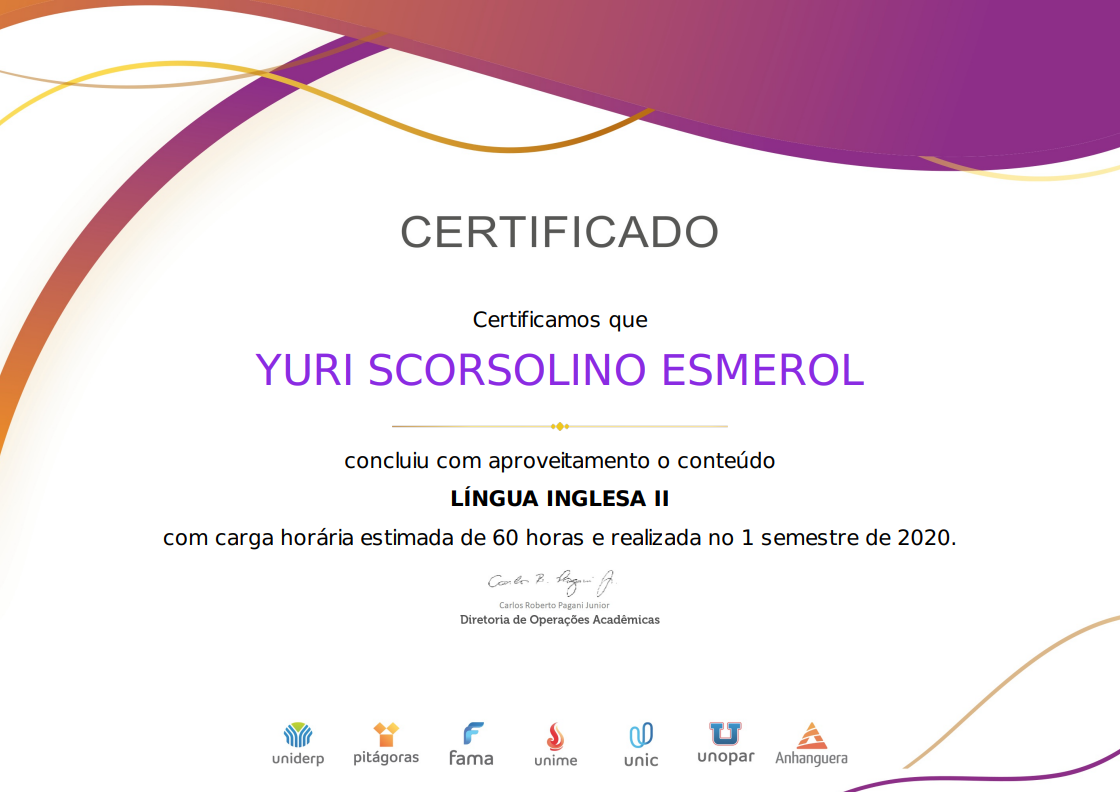 CERTIFICADO
Certificamos que
YURI SCORSOLINO ESMEROL
concluiu com aproveitamento o conteúdo
LÍNGUA INGLESA II
com carga horária estimada de 60 horas e realizada no 1 semestre de 2020.
Carlos R. Pagani Jr.
Carlos Roberto Pagani Junior
Diretoria de Operações Acadêmicas
uniderp pitágoras fama unime unic unopar Anhanguera